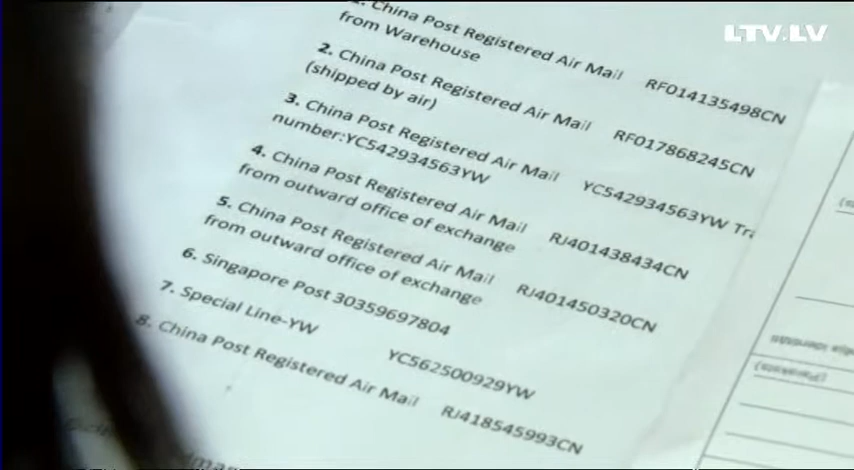 LTV.LV
1. China Post Registered Air Mail RF014135498CN
from Warehouse
2. China Post Registered Air Mail RF017868245CN
(shipped by air)
3. China Post Registered Air Mail YC542934563YW
number:YC542934563YW
4. China Post Registered Air Mail RJ401438434CN
from outward office of exchange
5. China Post Registered Air Mail RJ401450320CN
from outward office of exchange
6. Singapore Post 30359697804
7. Special Line-YW YC562500929YW
8. China Post Registered Air Mail RJ418545993CN